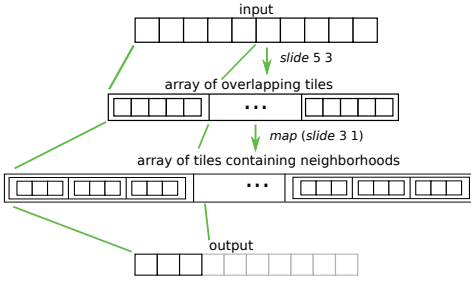 input
slide 5 3
array of overlapping tiles
...
map (slide 3 1)
array of tiles containing neighborhoods
...
output